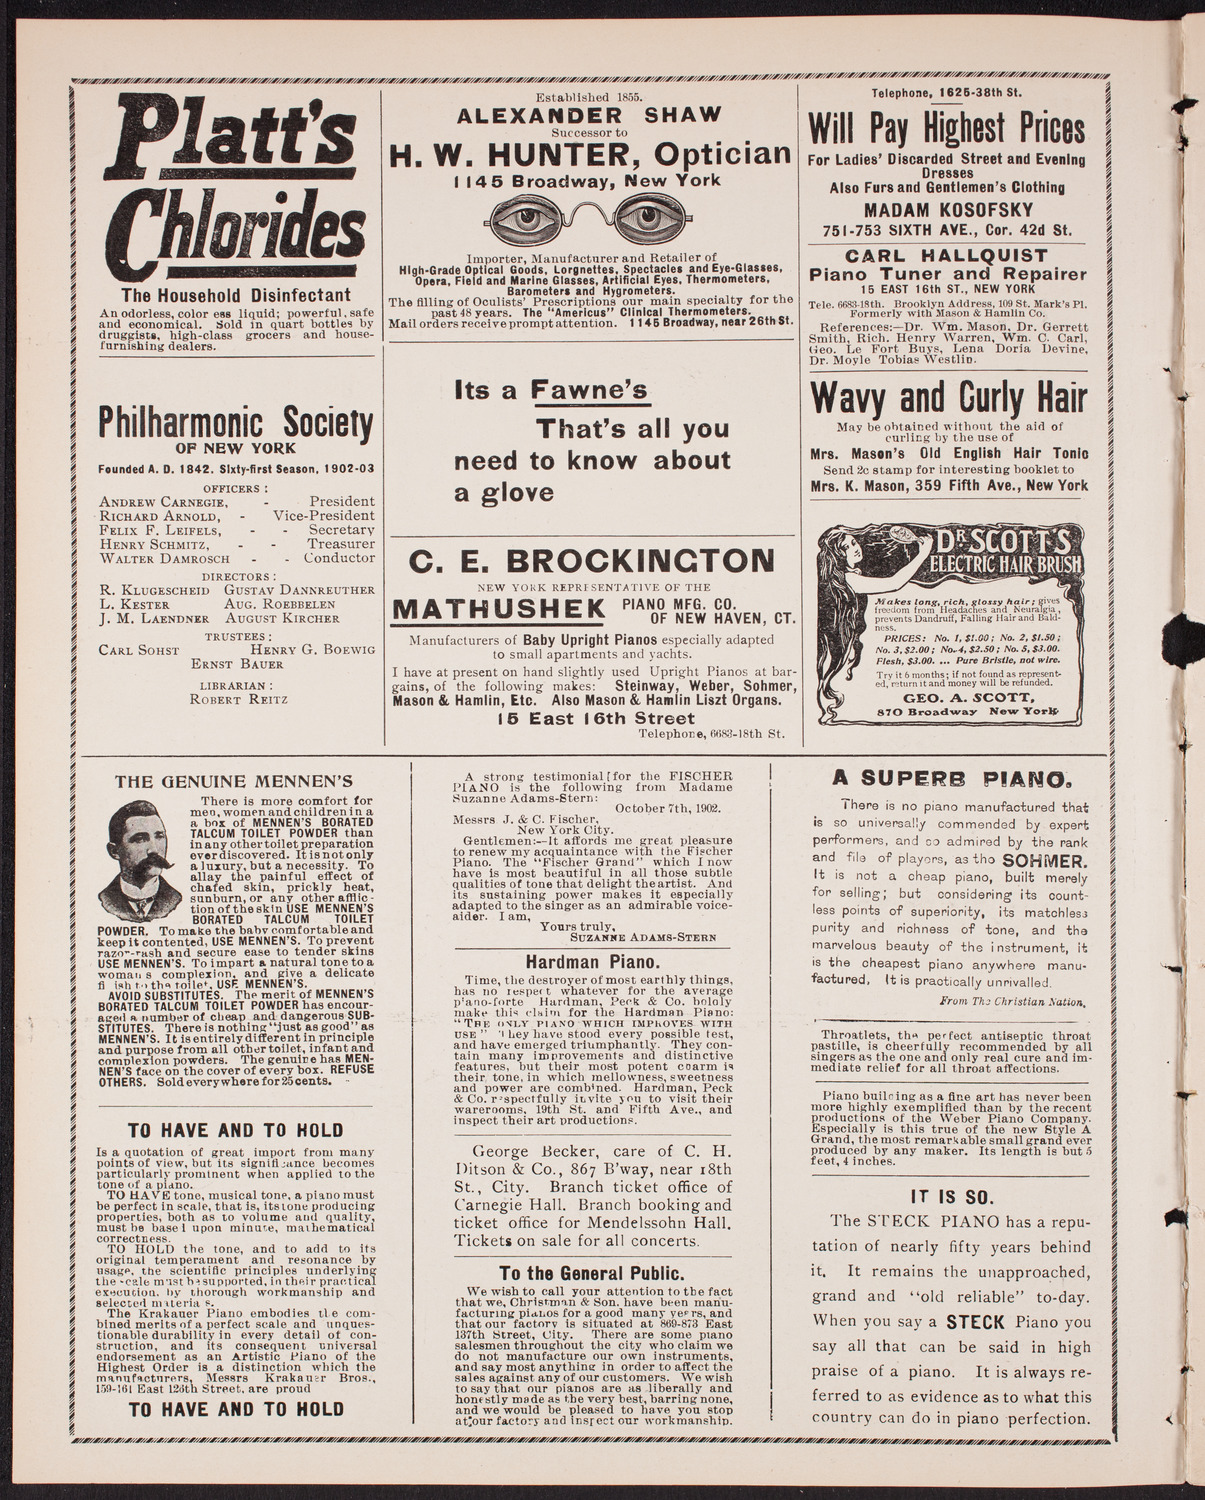 Platt's
Chlorides
The Household Disinfectant
An odorless, color ess liquid; powerful, safe
and economical. Sold in quart bottles by
druggists, high-class grocers and house-
furnishing dealers.
Philharmonic Society
OF NEW YORK
Founded A. D. 1842. Sixty-first Season, 1902-03
OFFICERS:
ANDREW CARNEGIE, - President
RICHARD ARNOLD, - Vice-President
FELIX F. LEIFELS, - - Secretary
HENRY SCHMITZ, - - Treasurer
WALTER DAMROSCH - - Conductor
DIRECTORS:
R. KLUGESCHEID GUSTAV DANNREUTHER
L. KESTER AUG. ROEBBELEN
J. M. LAENDNER AUGUST KIRCHER
TRUSTEES:
CARL SOHST HENRY G. BOEWIG
ERNST BAUER
LIBRARIAN:
ROBERT REITZ
Established 1855.
ALEXANDER SHAW
Successor to
H. W. HUNTER, Optician
1145 Broadway, New York
Importer, Manufacturer and Retailer of
High-Grade Optical Goods, Lorgnettes, Spectacles and Eye-Glasses,
Opera, Field and Marine Glasses, Artificial Eyes, Thermometers,
Barometers and Hygrometers.
The filling of Oculists' Prescriptions our main specialty for the
past 48 years. The "Americus" Clinical Thermometers.
Mail orders receive prompt attention. 1145 Broadway, near 26th St.
Its a Fawne's
That's all you
need to know about
a glove
C. E. BROCKINGTON
NEW YORK REPRESENTATIVE OF THE
MATHUSHEK PIANO MFG. CO.
OF NEW HAVEN, CT.
Manufacturers of Baby Upright Pianos especially adapted
to small apartments and yachts.
I have at present on hand slightly used Upright Pianos at bar-
gains, of the following makes: Steinway, Weber, Sohmer,
Mason & Hamlin, Etc. Also Mason & Hamlin Liszt Organs.
15 East 16th Street
Telephone, 6683-18th St.
Telephone, 1625-38th St.
Will Pay Highest Prices
For Ladies' Discarded Street and Evening
Dresses
Also Furs and Gentlemen's Clothing
MADAM KOSOFSKY
751-753 SIXTH AVE., Cor. 42d St.
CARL HALLQUIST
Piano Tuner and Repairer
15 EAST 16th ST., NEW YORK
Tele. 6683-18th. Brooklyn Address, 109 St. Mark's Pl.
Formerly with Mason & Hamlin Co.
References:—Dr. Wm. Mason, Dr. Gerrett
Smith, Rich. Henry Warren, Wm. C. Carl,
Geo. Le Fort Buys, Lena Doria Devine,
Dr. Moyle Tobias Westlin.
Wavy and Curly Hair
May be obtained without the aid of
curling by the use of
Mrs. Mason's Old English Hair Tonic
Send 2c stamp for interesting booklet to
Mrs. K. Mason, 359 Fifth Ave., New York
DR. SCOTT'S
ELECTRIC HAIR BRUSH
Makes long, rich, glossy hair; gives
freedom from Headaches and Neuralgia,
prevents Dandruff, Falling Hair and Bald-
ness.
PRICES: No. 1, $1.00; No. 2, $1.50;
No. 3, $2.00; No. 4, $2.50; No. 5, $3.00.
Flesh, $3.00. ... Pure Bristle, not wire.
Try it 6 months; if not found as represent-
ed, return it and money will be refunded.
GEO. A. SCOTT,
870 Broadway New York
THE GENUINE MENNEN'S
There is more comfort for
men, women and children in a
a box of MENNEN'S BORATED
TALCUM TOILET POWDER than
in any other toilet preparation
ever discovered. It is not only
a luxury, but a necessity. To
allay the painful effect of
chafed skin, prickly heat,
sunburn, or any other afflic-
tion of the skin USE MENNEN'S
BORATED TALCUM TOILET
POWDER. To make the baby comfortable and
keep it contented, USE MENNEN'S. To prevent
razor-rash and secure ease to tender skins
USE MENNEN'S. To impart a natural tone to a
woman s complexion, and give a delicate
fi ish to the toilet, USE MENNEN'S.
AVOID SUBSTITUTES. The merit of MENNEN'S
BORATED TALCUM TOILET POWDER has encour-
aged a number of cheap and dangerous SUB-
STITUTES. There is nothing "just as good" as
MENNEN'S. It is entirely different in principle
and purpose from all other toilet, infant and
complexion powders. The genuine has MEN-
NEN'S face on the cover of every box. REFUSE
OTHERS. Sold everywhere for 25 cents.
TO HAVE AND TO HOLD
Is a quotation of great import from many
points of view, but its significance becomes
particularly prominent when applied to the
tone of a piano.
TO HAVE tone, musical tone, a piano must
be perfect in scale, that is, its tone producing
properties, both as to volume and quality,
must be based upon minute, mathematical
correctness.
TO HOLD the tone, and to add to its
original temperament and resonance by
usage, the scientific principles underlying
the scale must be supported, in their practical
execution, by thorough workmanship and
selected materia s.
The Krakauer Piano embodies the com-
bined merits of a perfect scale and unques-
tionable durability in every detail of con-
struction, and its consequent universal
endorsement as an Artistic Piano of the
Highest Order is a distinction which the
manufacturers, Messrs Krakauer Bros.,
159-161 East 126th Street, are proud
TO HAVE AND TO HOLD
A strong testimonial for the FISCHER
PIANO is the following from Madame
Suzanne Adams-Stern:
October 7th, 1902.
Messrs J. & C. Fischer,
New York City.
Gentlemen:—It affords me great pleasure
to renew my acquaintance with the Fischer
Piano. The "Fischer Grand" which I now
have is most beautiful in all those subtle
qualities of tone that delight the artist. And
its sustaining power makes it especially
adapted to the singer as an admirable voice-
aider. I am,
Yours truly,
SUZANNE ADAMS-STERN
Hardman Piano.
Time, the destroyer of most earthly things,
has no respect whatever for the average
piano-forte Hardman, Peck & Co. boldly
make this claim for the Hardman Piano:
"THE ONLY PIANO WHICH IMPROVES WITH
USE" They have stood every possible test,
and have emerged triumphantly. They con-
tain many improvements and distinctive
features, but their most potent charm is
their tone, in which mellowness, sweetness
and power are combined. Hardman, Peck
& Co. respectfully invite you to visit their
warerooms, 19th St. and Fifth Ave., and
inspect their art productions.
George Becker, care of C. H.
Ditson & Co., 867 B'way, near 18th
St., City. Branch ticket office of
Carnegie Hall. Branch booking and
ticket office for Mendelssohn Hall.
Tickets on sale for all concerts.
To the General Public.
We wish to call your attention to the fact
that we, Christman & Son, have been manu-
facturing pianos for a good many years, and
that our factory is situated at 869-873 East
137th Street, City. There are some piano
salesmen throughout the city who claim we
do not manufacture our own instruments,
and say most anything in order to affect the
sales against any of our customers. We wish
to say that our pianos are as liberally and
honestly made as the very best, barring none,
and we would be pleased to have you stop
at our factory and inspect our workmanship.
A SUPERB PIANO.
There is no piano manufactured that
is so universally commended by expert
performers, and so admired by the rank
and file of players, as the SOHMER.
It is not a cheap piano, built merely
for selling; but considering its count-
less points of superiority, its matchless
purity and richness of tone, and the
marvelous beauty of the instrument, it
is the cheapest piano anywhere manu-
factured. It is practically unrivalled.
From The Christian Nation.
Throatlets, the perfect antiseptic throat
pastille, is cheerfully recommended by all
singers as the one and only real cure and im-
mediate relief for all throat affections.
Piano building as a fine art has never been
more highly exemplified than by the recent
productions of the Weber Piano Company.
Especially is this true of the new Style A
Grand, the most remarkable small grand ever
produced by any maker. Its length is but 5
feet, 4 inches.
IT IS SO.
The STECK PIANO has a repu-
tation of nearly fifty years behind
it. It remains the unapproached,
grand and "old reliable" to-day.
When you say a STECK Piano you
say all that can be said in high
praise of a piano. It is always re-
ferred to as evidence as to what this
country can do in piano perfection.